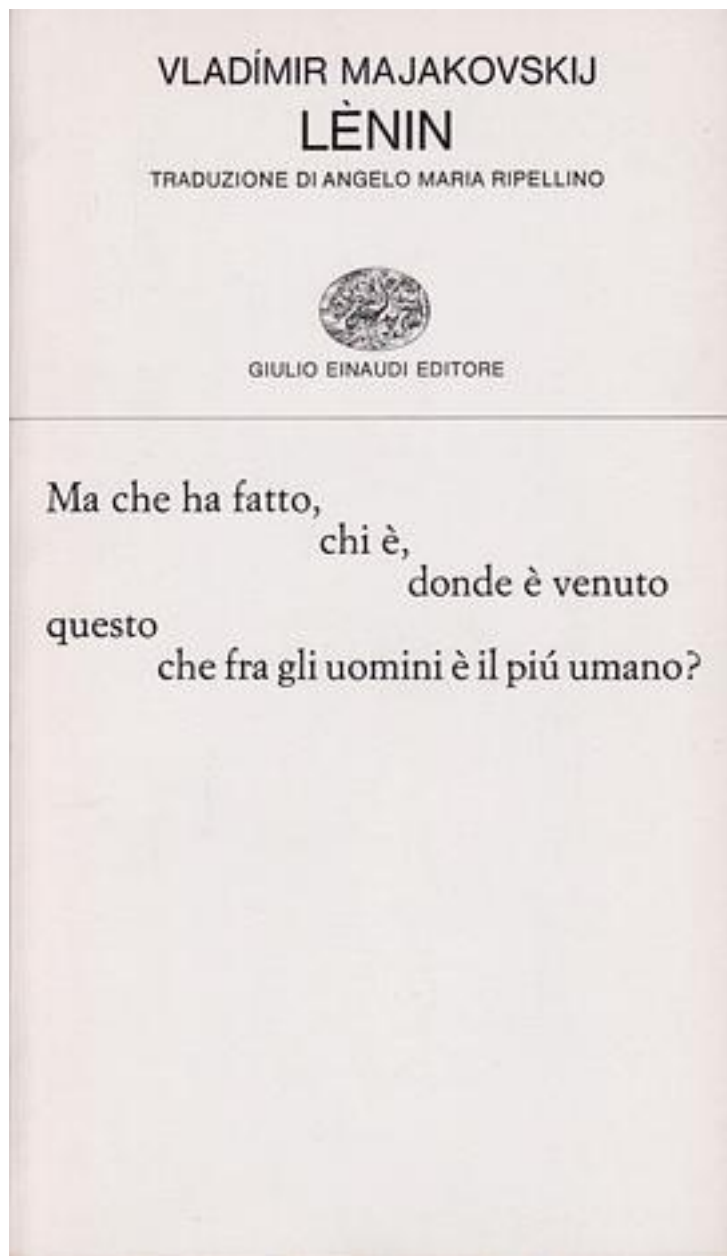 VLADÍMIR MAJAKOVSKIJ
LÈNIN
TRADUZIONE DI ANGELO MARIA RIPELLINO
GIULIO EINAUDI EDITORE
Ma che ha fatto,
chi è,
donde è venuto
questo
che fra gli uomini è il piú umano?